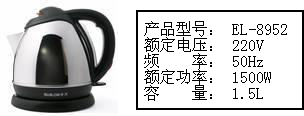 产品型号: EL-8952
额定电压: 220V
频　　率: 50Hz
额定功率: 1500W
容　　量: 1.5L